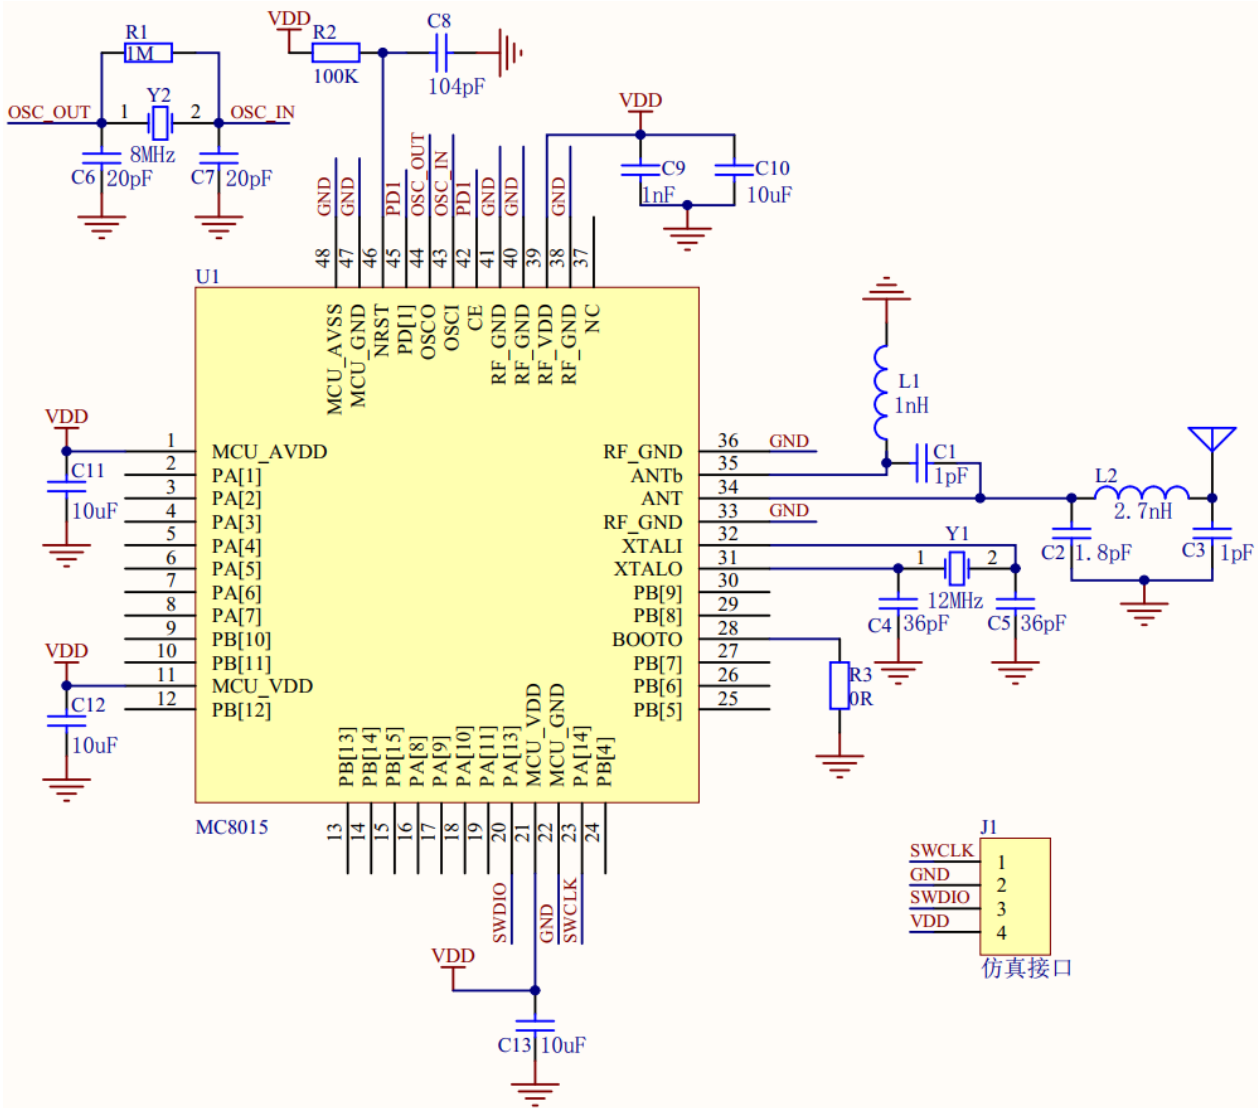 R1
1M
OSC_OUT
1
Y2
2
OSC_IN
8MHz
C6
20pF
C7
20pF
VDD
R2
100K
C8
104pF
VDD
C9
1nF
C10
10uF
GND
GND
PD1
OSC_OUT
OSC_IN
PD1
GND
GND
GND
48
47
46
45
44
43
42
41
40
39
38
37
U1
MCU_AVSS
MCU_GND
NRST
PD[1]
OSCO
OSCI
CE
RF_GND
RF_GND
RF_VDD
RF_GND
NC
VDD
C11
10uF
VDD
C12
10uF
1 MCU_AVDD
2 PA[1]
3 PA[2]
4 PA[3]
5 PA[4]
6 PA[5]
7 PA[6]
8 PA[7]
9 PB[10]
10 PB[11]
11 MCU_VDD
12 PB[12]
RF_GND 36 GND
ANTb 35
ANT 34
RF_GND 33 GND
XTALI 32
XTALO 31
PB[9] 30
PB[8] 29
BOOTO 28
PB[7] 27
PB[6] 26
PB[5] 25
L1
1nH
C1
1pF
L2
2.7nH
C2
1.8pF
C3
1pF
Y1
1
2
12MHz
C4
36pF
C5
36pF
R3
0R
PB[13]
PB[14]
PB[15]
PA[8]
PA[9]
PA[10]
PA[11]
PA[13]
MCU_VDD
MCU_GND
PA[14]
PB[4]
MC8015
13
14
15
16
17
18
19
20
21
22
23
24
SWDIO
GND
SWCLK
VDD
C13
10uF
J1
SWCLK 1
GND 2
SWDIO 3
VDD 4
仿真接口